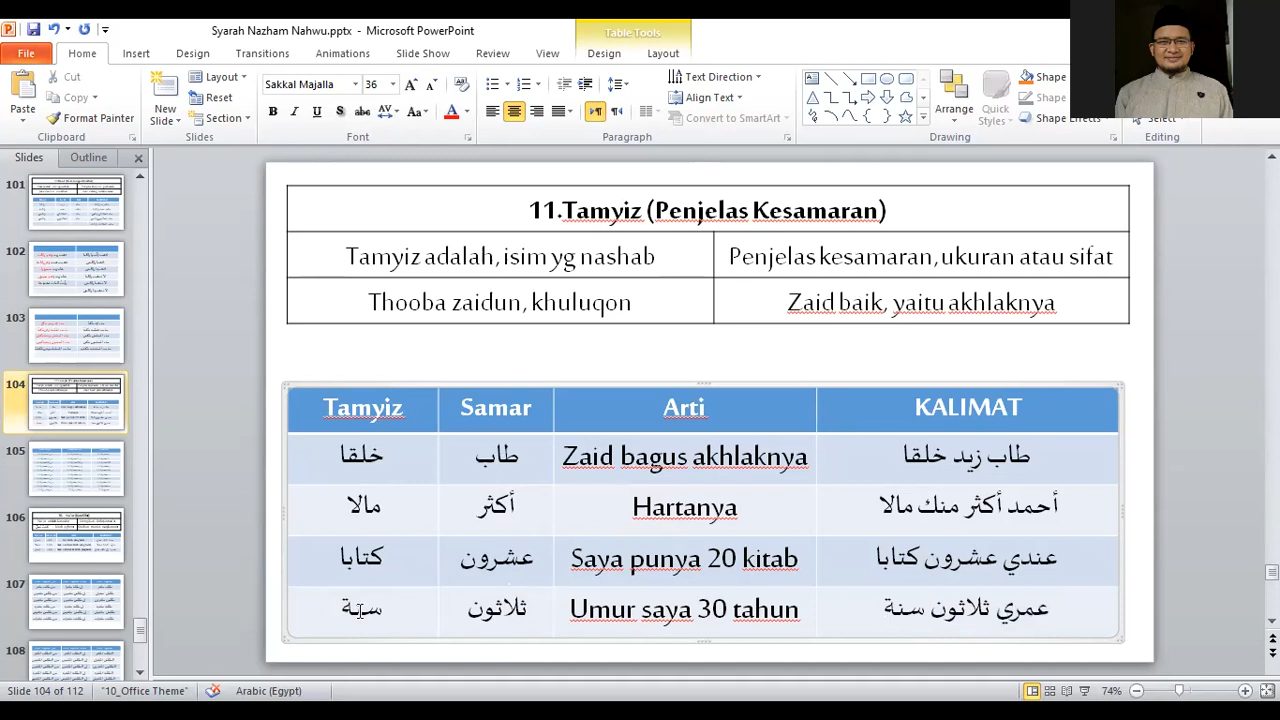 Syarah Nazham Nahwu.pptx - Microsoft PowerPoint
Table Tools
File Home Insert Design Transitions Animations Slide Show Review View Design Layout
Paste
Cut
Copy
Format Painter
Clipboard
New Slide
Layout
Reset
Section
Slides
Sakkal Majalla 36
Font
Paragraph
Text Direction
Align Text
Convert to SmartArt
Arrange
Quick Styles
Shape
Shape
Shape Effects
Drawing
Select
Editing
Slides Outline
101
102
103
104
105
106
107
108
Tamyiz (Penjelas Kesamaran)
Tamyiz adalah, isim yg nashab Penjelas kesamaran, ukuran atau sifat
Thooba zaidun, khuluqon Zaid baik, yaitu akhlaknya
Tamyiz Samar Arti KALIMAT
خلقا طاب Zaid bagus akhlaknya طاب زيد خلقا
مالا أكثر Hartanya أحمد أكثر منك مالا
كتابا عشرون Saya punya 20 kitab عندي عشرون كتابا
سنة ثلاثون Umur saya 30 tahun عمري ثلاثون سنة
Slide 104 of 112 "10_Office Theme" Arabic (Egypt) 74%